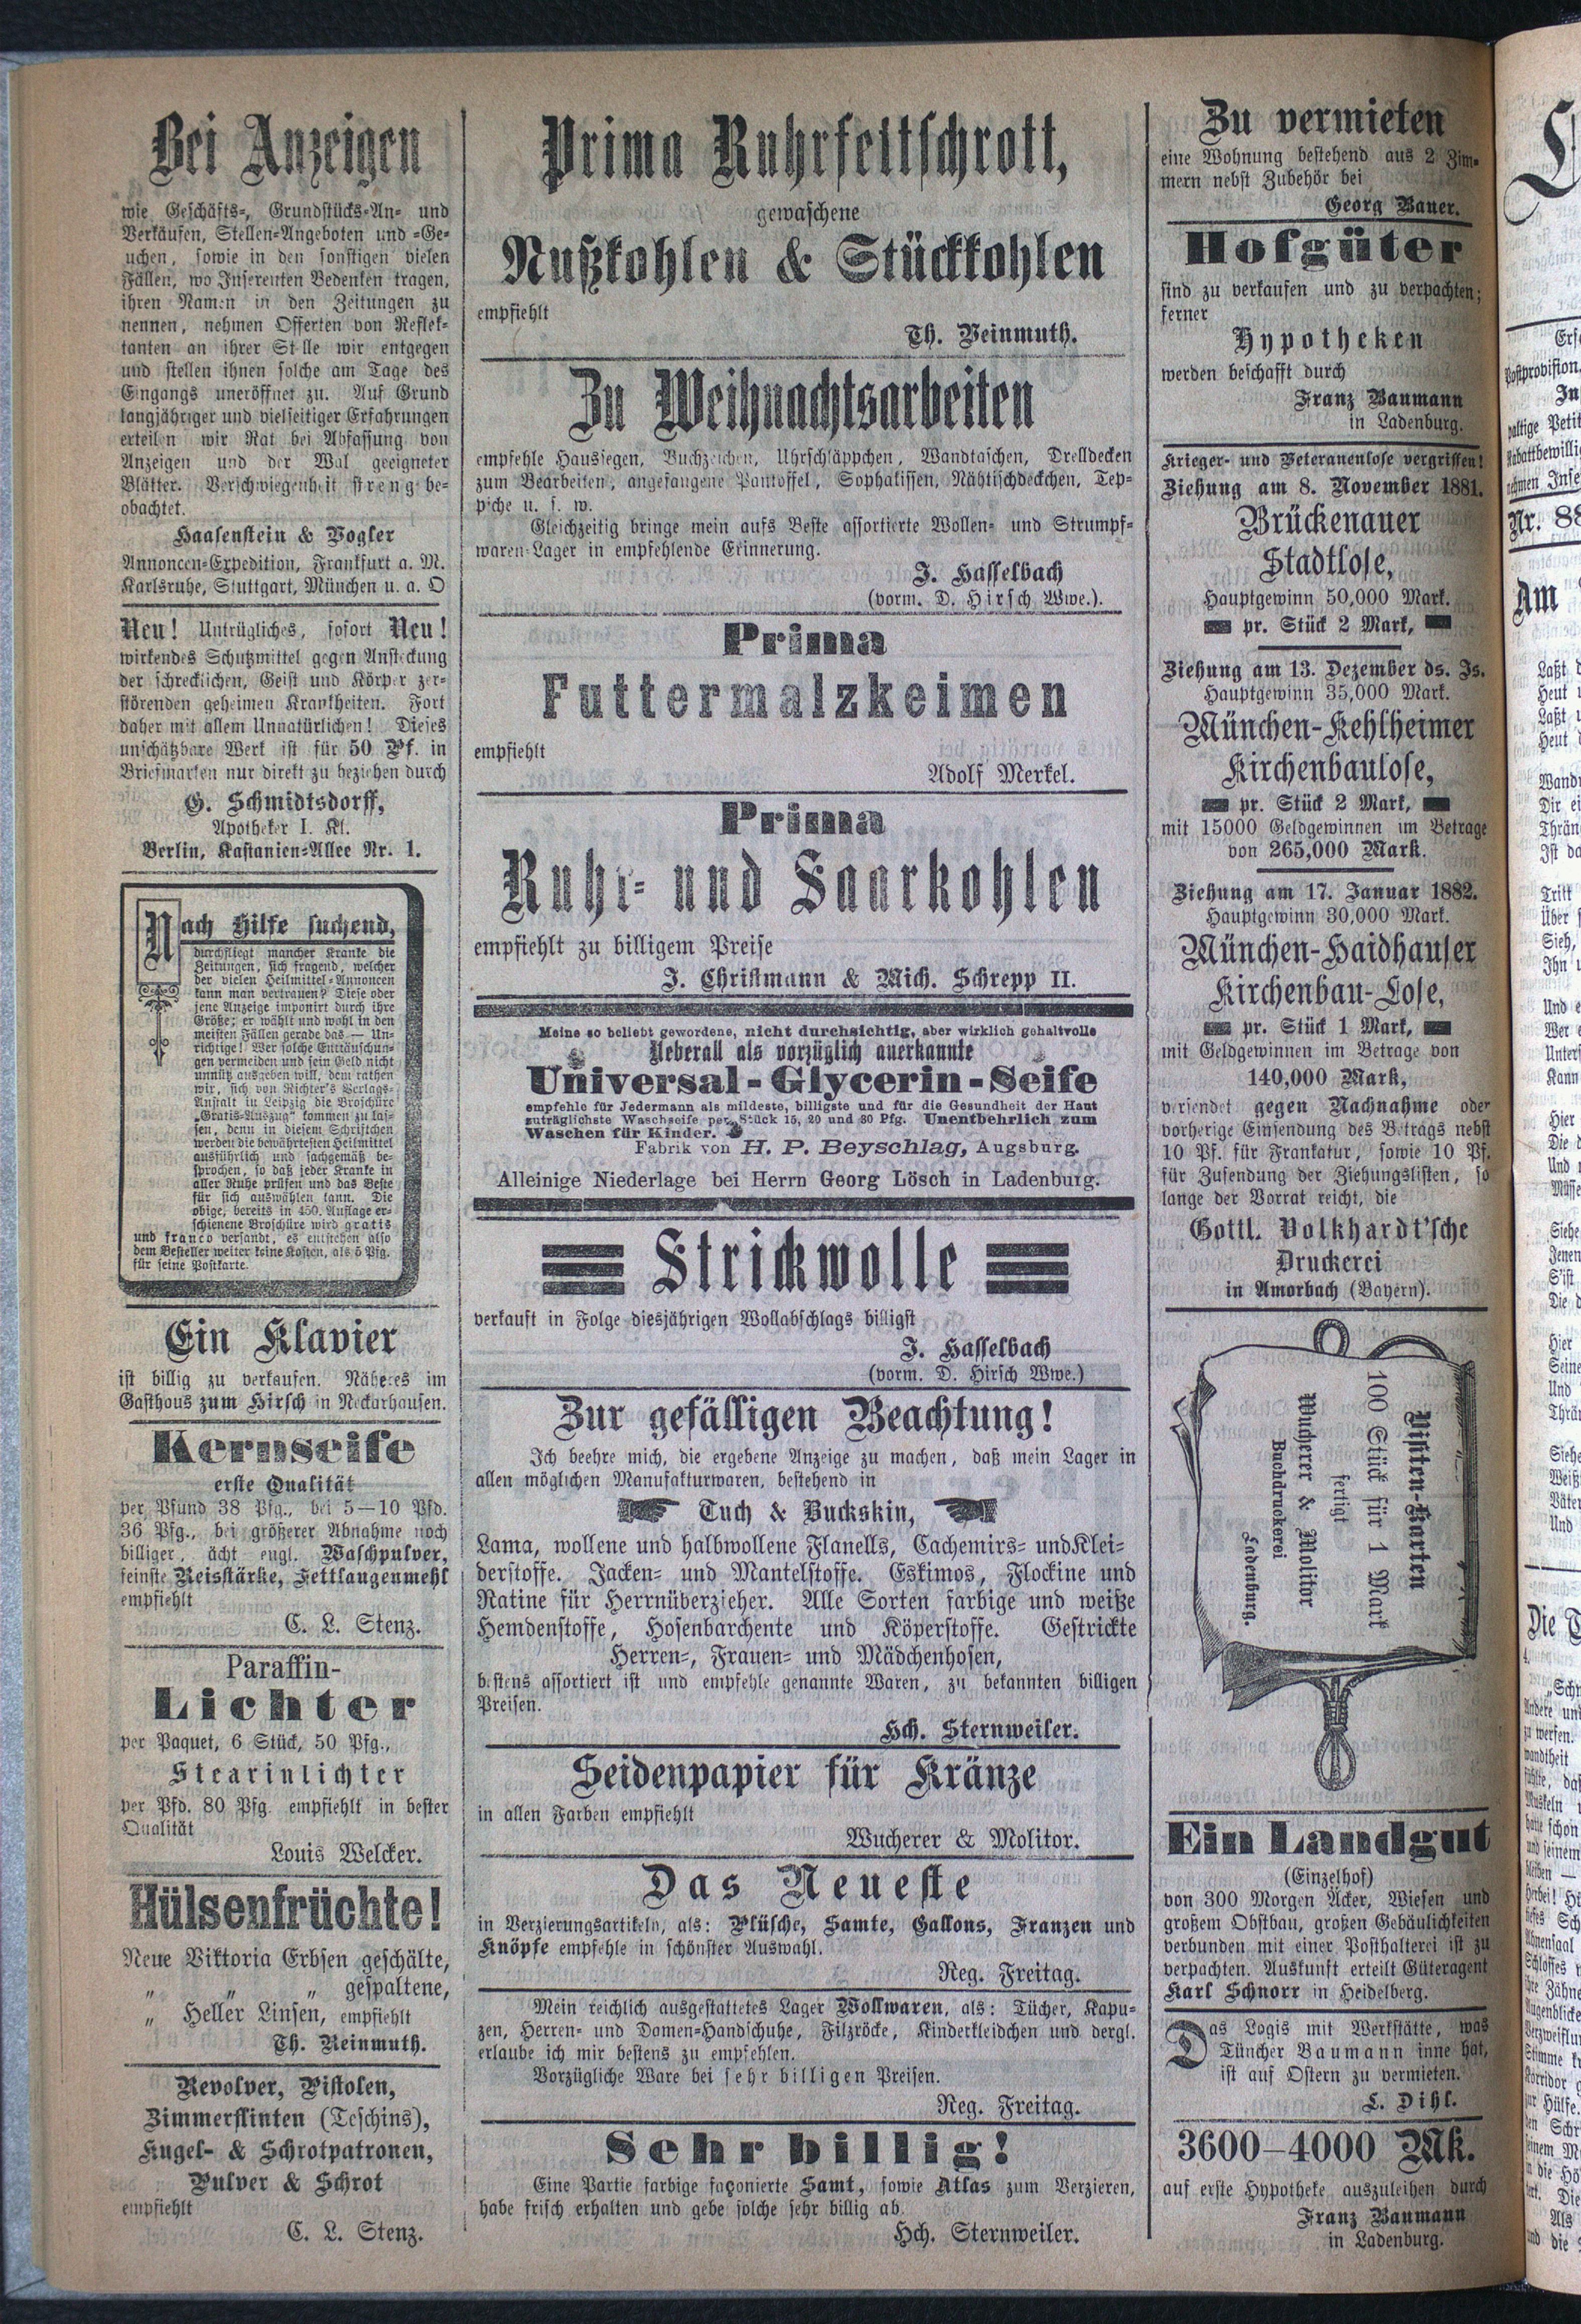 Bei Anzeigen
wie Geschäfts-, Grundstücks-An- und
Verkäufen, Stellen-Angeboten und -Ge-
uchen, sowie in den sonstigen vielen
Fällen, wo Inserenten Bedenken tragen,
ihren Namen in den Zeitungen zu
nennen, nehmen Offerten von Reflek-
tanten an ihrer Stelle wir entgegen
und stellen ihnen solche am Tage des
Eingangs uneröffnet zu. Auf Grund
langjähriger und vielseitiger Erfahrungen
erteilen wir Rat bei Abfassung von
Anzeigen und der Wal geeigneter
Blätter. Verschwiegenheit streng be-
obachtet.
Haasenstein & Vogler
Annoncen-Expedition, Frankfurt a. M.
Karlsruhe, Stuttgart, München u. a. O
Neu! Untrügliches, sofort Neu!
wirkendes Schutzmittel gegen Ansteckung
der schrecklichen, Geist und Körper zer-
störenden geheimen Krankheiten. Fort
daher mit allem Unnatürlichen! Dieses
unschätzbare Werk ist für 50 Pf. in
Briefmarken nur direkt zu beziehen durch
G. Schmidtsdorff,
Apotheker I. Kl.
Berlin, Kastanien-Allee Nr. 1.
Nach Hilfe suchend,
durchfliegt mancher Kranke die
Zeitungen, sich fragend, welcher
der vielen Heilmittel-Annoncen
kann man vertrauen? Diese oder
jene Anzeige imponirt durch ihre
Größe; er wählt und wohl in den
meisten Fällen gerade das — Un-
richtige! Wer solche Enttäuschun-
gen vermeiden und sein Geld nicht
unnütz ausgeben will, dem rathen
wir, sich von Richter's Verlags-
Anstalt in Leipzig die Broschüre
„Gratis-Auszug" kommen zu las-
sen, denn in diesem Schriftchen
werden die bewährtesten Heilmittel
ausführlich und sachgemäß be-
sprochen, so daß jeder Kranke in
aller Ruhe prüfen und das Beste
für sich auswählen kann. Die
obige, bereits in 450. Auflage er-
schienene Broschüre wird gratis
und franco versandt, es entstehen also
dem Besteller weiter keine Kosten, als 5 Pfg.
für seine Postkarte.
Ein Klavier
ist billig zu verkaufen. Näheres im
Gasthous zum Hirsch in Neckarhausen.
Kernseife
erste Qualität
per Pfund 38 Pfg., bei 5—10 Pfd.
36 Pfg., bei größerer Abnahme noch
billiger, ächt engl. Waschpulver,
feinste Reisstärke, Fettlaugenmehl
empfiehlt
C. L. Stenz.
Paraffin-
Lichter
per Paquet, 6 Stück, 50 Pfg.,
Stearinlichter
per Pfd. 80 Pfg. empfiehlt in bester
Qualität
Louis Welcker.
Hülsenfrüchte!
Neue Viktoria Erbsen geschälte,
„ „ „ gespaltene,
„ Heller Linsen, empfiehlt
Th. Reinmuth.
Revolver, Pistolen,
Zimmerflinten (Teschins),
Kugel- & Schrotpatronen,
Pulver & Schrot
empfiehlt
C. L. Stenz.
Prima Ruhrfettschrott,
gewaschene
Nußkohlen & Stückkohlen
empfiehlt
Th. Beinmuth.
Zu Weihnachtsarbeiten
empfehle Haussegen, Buchzeichen, Uhrschläppchen, Wandtaschen, Drelldecken
zum Bearbeiten, angefangene Pantoffel, Sophakissen, Nähtischdeckchen, Tep-
piche u. s. w.
Gleichzeitig bringe mein aufs Beste assortierte Wollen- und Strumpf-
waren-Lager in empfehlende Erinnerung.
J. Hasselbach
(vorm. D. Hirsch Wwe.).
Prima
Futtermalzkeimen
empfiehlt
Adolf Merkel.
Prima
Ruhr- und Saarkohlen
empfiehlt zu billigem Preise
J. Christmann & Mich. Schrepp II.
Meine so beliebt gewordene, nicht durchsichtig, aber wirklich gehaltvolle
Ueberall als vorzüglich anerkannte
Universal-Glycerin-Seife
empfehle für Jedermann als mildeste, billigste und für die Gesundheit der Haut
zuträglichste Waschseife per Stück 15, 20 und 30 Pfg. Unentbehrlich zum
Waschen für Kinder.
Fabrik von H. P. Beyschlag, Augsburg.
Alleinige Niederlage bei Herrn Georg Lösch in Ladenburg.
Strickwolle
verkauft in Folge diesjährigen Wollabschlags billigst
J. Hasselbach
(vorm. D. Hirsch Wwe.)
Zur gefälligen Beachtung!
Ich beehre mich, die ergebene Anzeige zu machen, daß mein Lager in
allen möglichen Manufakturwaren, bestehend in
Tuch & Buckskin,
Lama, wollene und halbwollene Flanells, Cachemirs- undKlei-
derstoffe. Jacken- und Mantelstoffe. Eskimos, Flockine und
Ratine für Herrnüberzieher. Alle Sorten farbige und weiße
Hemdenstoffe, Hosenbarchente und Köperstoffe. Gestrickte
Herren-, Frauen- und Mädchenhosen,
bestens assortiert ist und empfehle genannte Waren, zu bekannten billigen
Preisen.
Hch. Sternweiler.
Seidenpapier für Kränze
in allen Farben empfiehlt
Wucherer & Molitor.
Das Neueste
in Verzierungsartikeln, als: Plüsche, Samte, Gallons, Franzen und
Knöpfe empfehle in schönster Auswahl.
Reg. Freitag.
Mein reichlich ausgestattetes Lager Wollwaren, als: Tücher, Kapu-
zen, Herren- und Damen-Handschuhe, Filzröcke, Kinderkleidchen und dergl.
erlaube ich mir bestens zu empfehlen.
Vorzügliche Ware bei sehr billigen Preisen.
Reg. Freitag.
Sehr billig!
Eine Partie farbige façonierte Samt, sowie Atlas zum Verzieren,
habe frisch erhalten und gebe solche sehr billig ab.
Hch. Sternweiler.
Zu vermieten
eine Wohnung bestehend aus 2 Zim-
mern nebst Zubehör bei
Georg Bauer.
Hofgüter
sind zu verkaufen und zu verpachten;
ferner
Hypotheken
werden beschafft durch
Franz Baumann
in Ladenburg.
Krieger- und Veteranenlose vergriffen!
Ziehung am 8. November 1881.
Brückenauer
Stadtlose,
Hauptgewinn 50,000 Mark.
pr. Stück 2 Mark,
Ziehung am 13. Dezember ds. Js.
Hauptgewinn 35,000 Mark.
München-Kehlheimer
Kirchenbaulose,
pr. Stück 2 Mark,
mit 15000 Geldgewinnen im Betrage
von 265,000 Mark.
Ziehung am 17. Januar 1882.
Hauptgewinn 30,000 Mark.
München-Haidhauser
Kirchenbau-Lose,
pr. Stück 1 Mark,
mit Geldgewinnen im Betrage von
140,000 Mark,
versendet gegen Nachnahme oder
vorherige Einsendung des Betrags nebst
10 Pf. für Frankatur, sowie 10 Pf.
für Zusendung der Ziehungslisten, so
lange der Vorrat reicht, die
Gottl. Volkhardt'sche
Druckerei
in Amorbach (Bayern).
Visiten-Karten
100 Stück für 1 Mark
fertigt
Wucherer & Molitor
Buchdruckerei
Ladenburg.
Ein Landgut
(Einzelhof)
von 300 Morgen Äcker, Wiesen und
großem Obstbau, großen Gebäulichkeiten
verbunden mit einer Posthalterei ist zu
verpachten. Auskunft erteilt Güteragent
Karl Schnorr in Heidelberg.
Das Logis mit Werkstätte, was
Tüncher Baumann inne hat,
ist auf Ostern zu vermieten.
L. Dihl.
3600—4000 Mk.
auf erste Hypotheke auszuleihen durch
Franz Baumann
in Ladenburg.
Nr. 88
Am